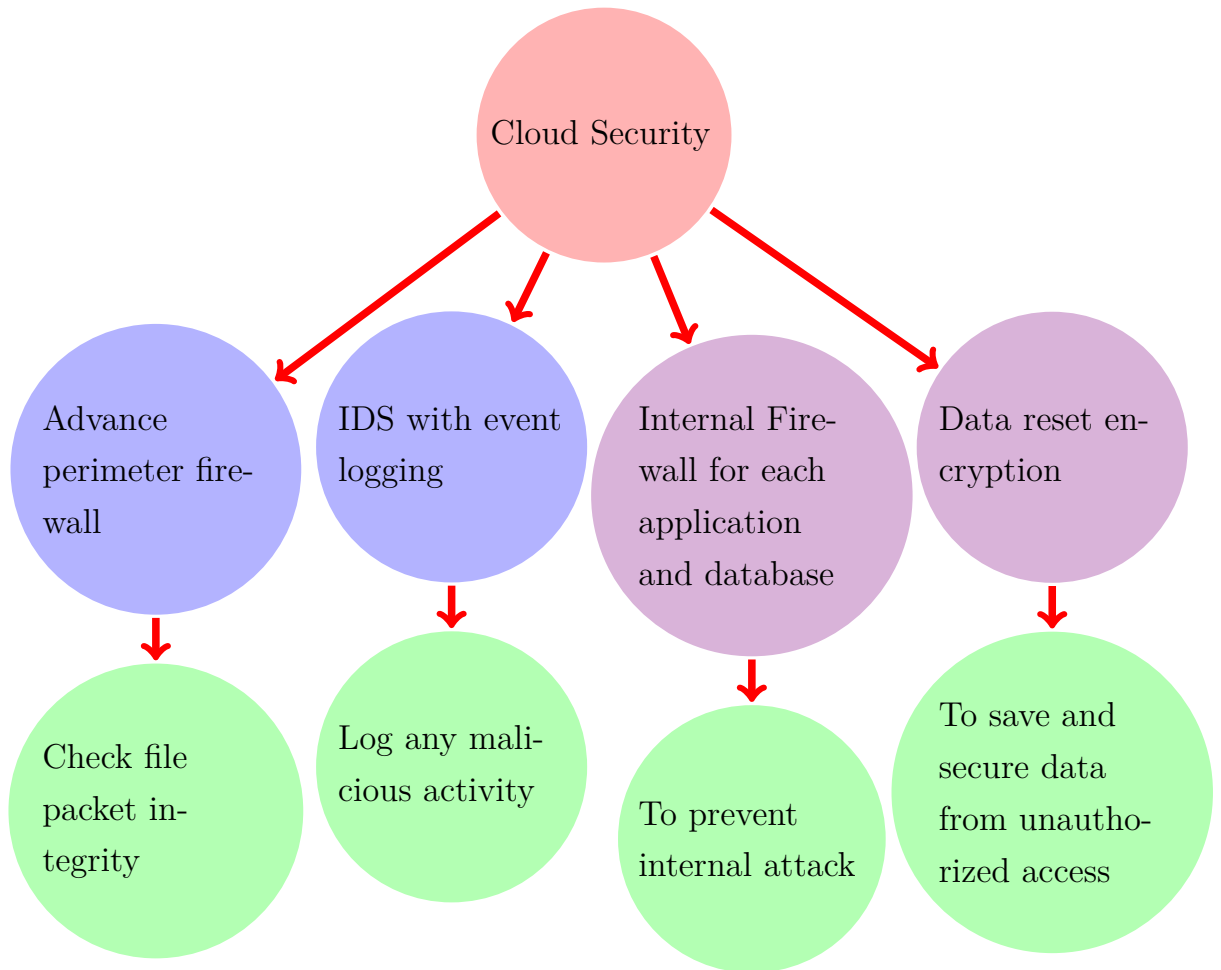 Cloud Security
Advance
perimeter fire-
wall
IDS with event
logging
Internal Fire-
wall for each
application
and database
Data reset en-
cryption
Check file
packet in-
tegrity
Log any mali-
cious activity
To prevent
internal attack
To save and
secure data
from unautho-
rized access